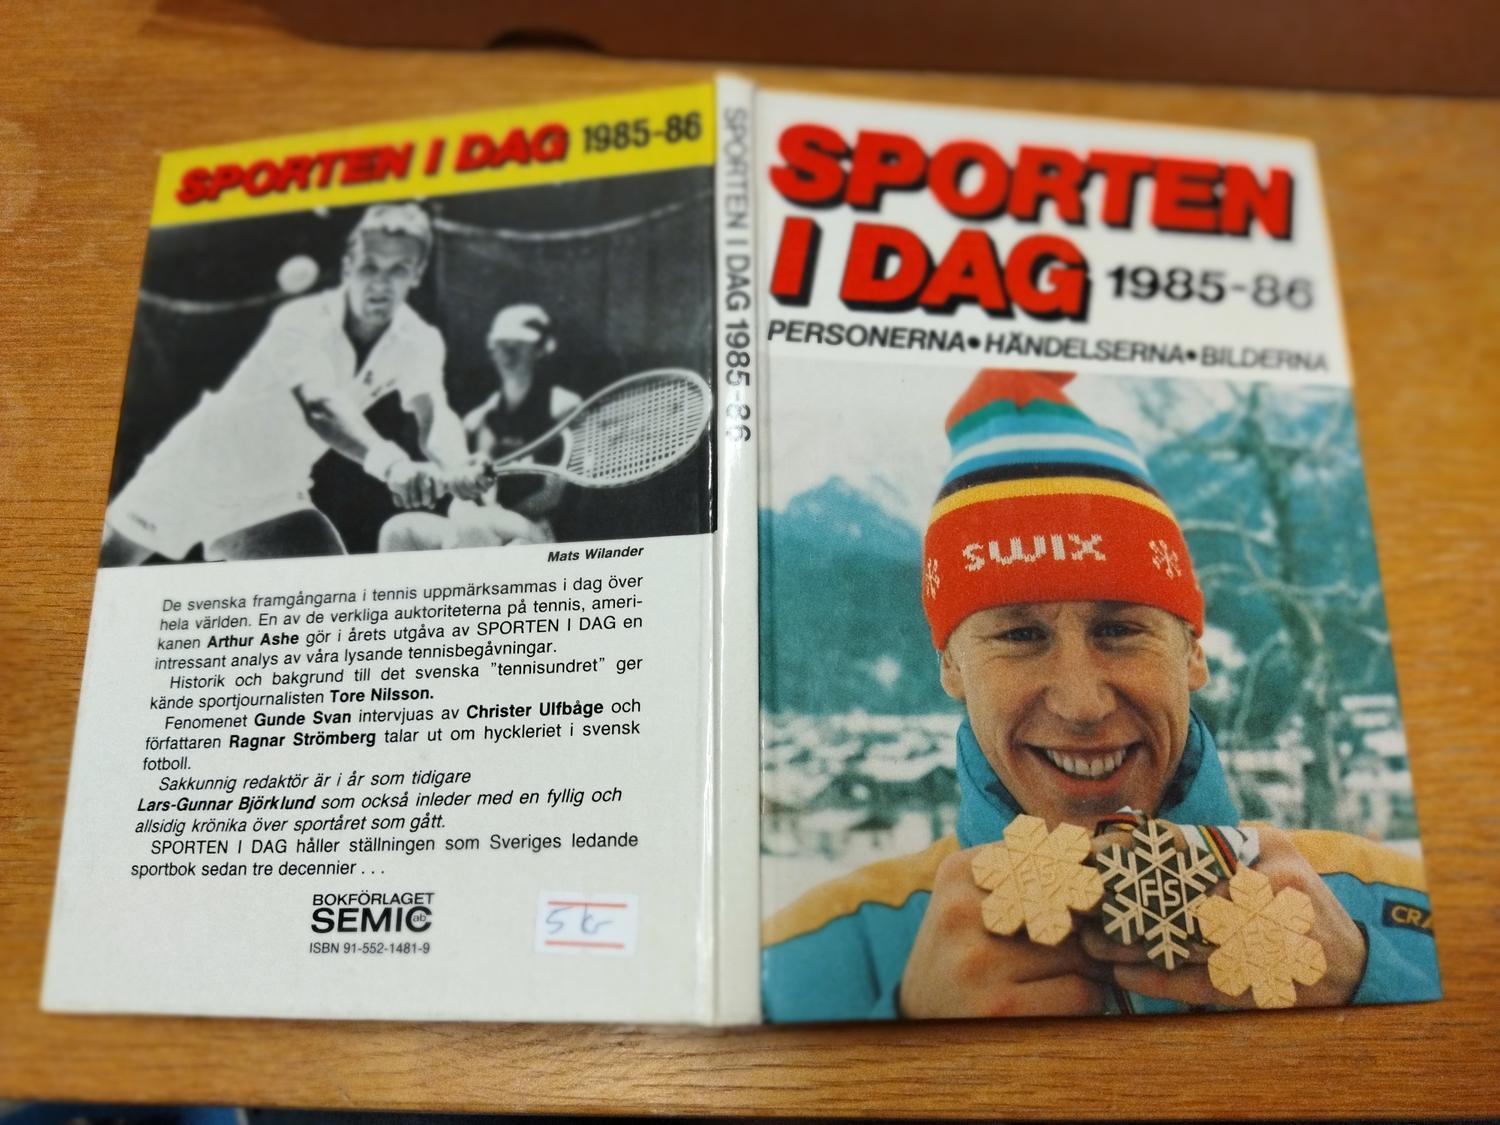 SPORTEN I DAG 1985-86
Mats Wilander
De svenska framgångarna i tennis uppmärksammas i dag över
hela världen. En av de verkliga auktoriteterna på tennis, ameri-
kanen Arthur Ashe gör i årets utgåva av SPORTEN I DAG en
intressant analys av våra lysande tennisbegåvningar.
Historik och bakgrund till det svenska "tennisundret" ger
kände sportjournalisten Tore Nilsson.
Fenomenet Gunde Svan intervjuas av Christer Ulfbåge och
författaren Ragnar Strömberg talar ut om hyckleriet i svensk
fotboll.
Sakkunnig redaktör är i år som tidigare
Lars-Gunnar Björklund som också inleder med en fyllig och
allsidig krönika över sportåret som gått.
SPORTEN I DAG håller ställningen som Sveriges ledande
sportbok sedan tre decennier . . .
BOKFÖRLAGET
SEMIC ab
ISBN 91-552-1481-9
5 kr
SPORTEN I DAG 1985-86
SPORTEN
I DAG 1985-86
PERSONERNA•HÄNDELSERNA•BILDERNA
SWIX
FIS
FIS
FIS
CRA